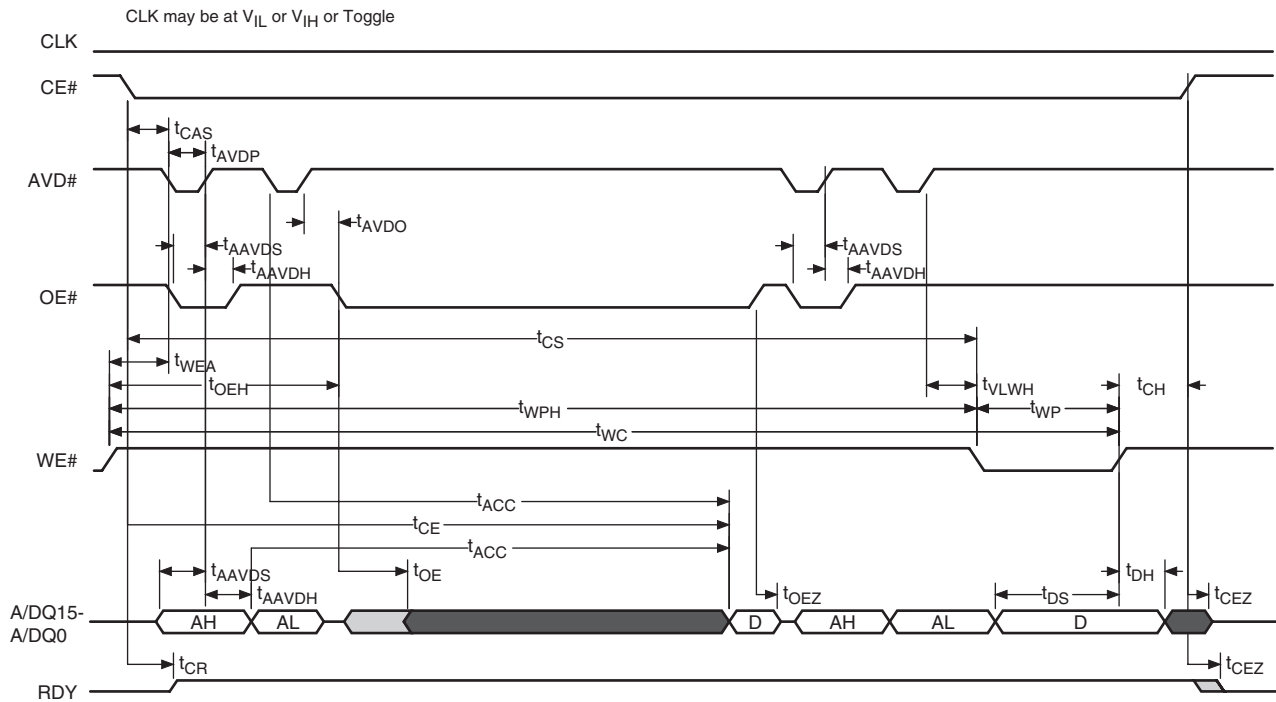 CLK may be at VIL or VIH or Toggle
CLK
CE#
tCAS
tAVDP
AVD#
tAVDO
tAAVDS
tAAVDS
tAAVDH
tAAVDH
OE#
tCS
tWEA
tOEH
tVLWH
tCH
tWPH
tWP
tWC
WE#
tACC
tCE
tACC
tAAVDS
tOE
tDH
tAAVDH
tOEZ
tDS
tCEZ
A/DQ15-
A/DQ0
AH
AL
D
AH
AL
D
tCR
tCEZ
RDY